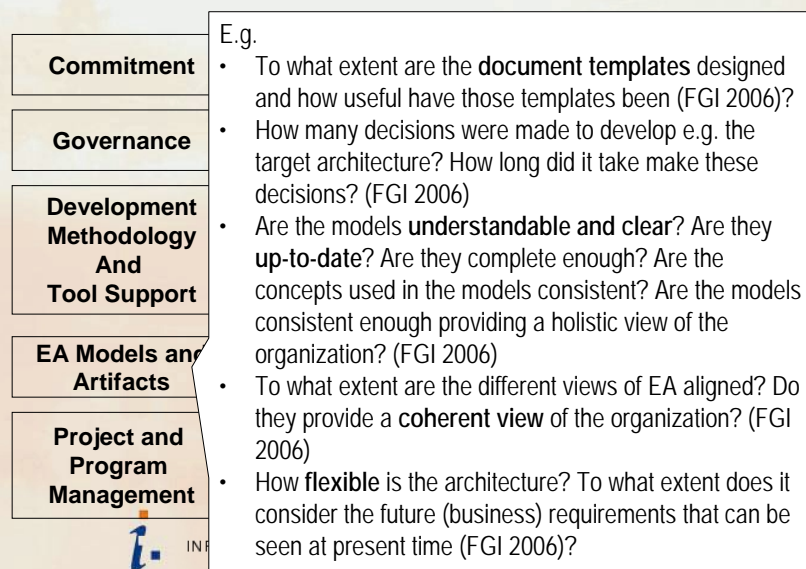 Commitment
Governance
Development
Methodology
And
Tool Support
EA Models and
Artifacts
Project and
Program
Management
E.g.
• To what extent are the document templates designed
and how useful have those templates been (FGI 2006)?
• How many decisions were made to develop e.g. the
target architecture? How long did it take make these
decisions? (FGI 2006)
• Are the models understandable and clear? Are they
up-to-date? Are they complete enough? Are the
concepts used in the models consistent? Are the models
consistent enough providing a holistic view of the
organization? (FGI 2006)
• To what extent are the different views of EA aligned? Do
they provide a coherent view of the organization? (FGI
2006)
• How flexible is the architecture? To what extent does it
consider the future (business) requirements that can be
seen at present time (FGI 2006)?